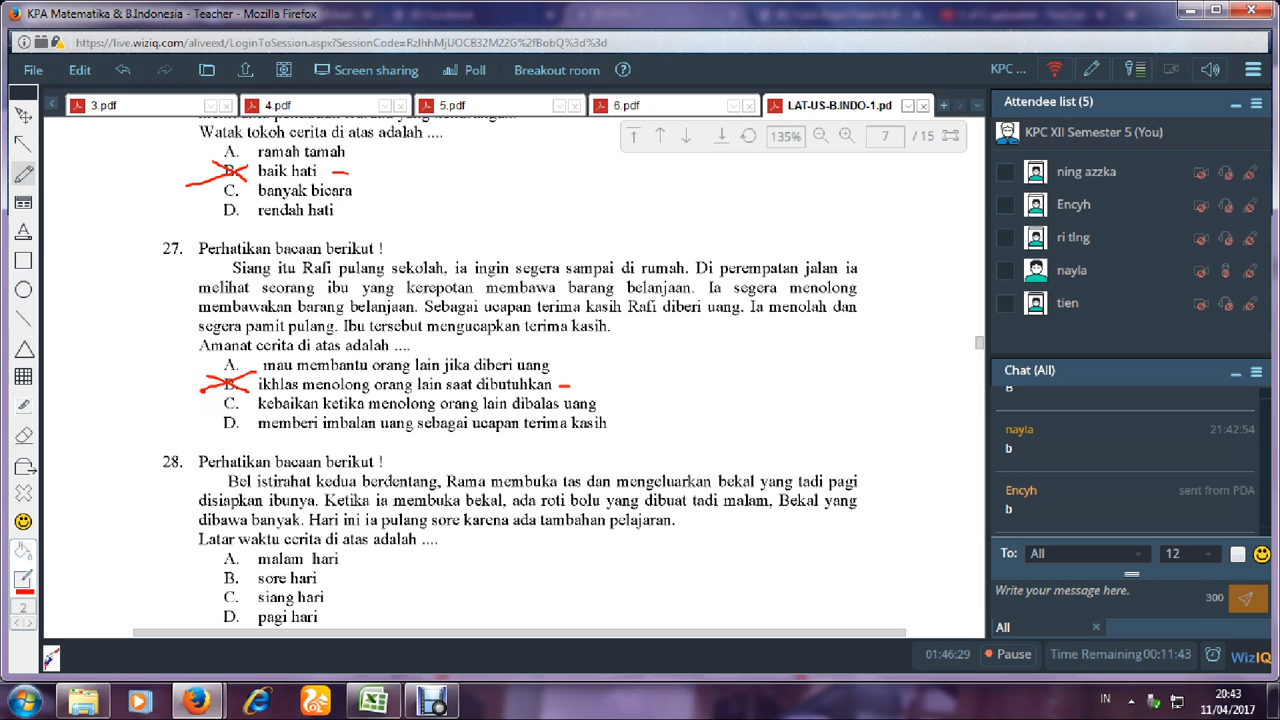 KPA Matematika & B.Indonesia - Teacher - Mozilla Firefox
https://live.wiziq.com/aliveext/LoginToSession.aspx?SessionCode=RzIhhMjUOCB32M22G%2fBobQ%3d%3d
File Edit Screen sharing Poll Breakout room KPC ...
3.pdf 4.pdf 5.pdf 6.pdf LAT-US-B.INDO-1.pd
135% 7 / 15
Watak tokoh cerita di atas adalah ....
A. ramah tamah
B. baik hati
C. banyak bicara
D. rendah hati
27. Perhatikan bacaan berikut !
Siang itu Rafi pulang sekolah, ia ingin segera sampai di rumah. Di perempatan jalan ia
melihat seorang ibu yang kerepotan membawa barang belanjaan. Ia segera menolong
membawakan barang belanjaan. Sebagai ucapan terima kasih Rafi diberi uang. Ia menolah dan
segera pamit pulang. Ibu tersebut mengucapkan terima kasih.
Amanat cerita di atas adalah ....
A. mau membantu orang lain jika diberi uang
B. ikhlas menolong orang lain saat dibutuhkan
C. kebaikan ketika menolong orang lain dibalas uang
D. memberi imbalan uang sebagai ucapan terima kasih
28. Perhatikan bacaan berikut !
Bel istirahat kedua berdentang, Rama membuka tas dan mengeluarkan bekal yang tadi pagi
disiapkan ibunya. Ketika ia membuka bekal, ada roti bolu yang dibuat tadi malam, Bekal yang
dibawa banyak. Hari ini ia pulang sore karena ada tambahan pelajaran.
Latar waktu cerita di atas adalah ....
A. malam hari
B. sore hari
C. siang hari
D. pagi hari
2
Attendee list (5)
KPC XII Semester 5 (You)
ning azzka
Encyh
ri tlng
nayla
tien
Chat (All)
B
nayla 21:42:54
b
Encyh sent from PDA
b
To: All 12
Write your message here. 300
All
01:46:29 Pause Time Remaining 00:11:43 WizIQ
IN 20:43
11/04/2017